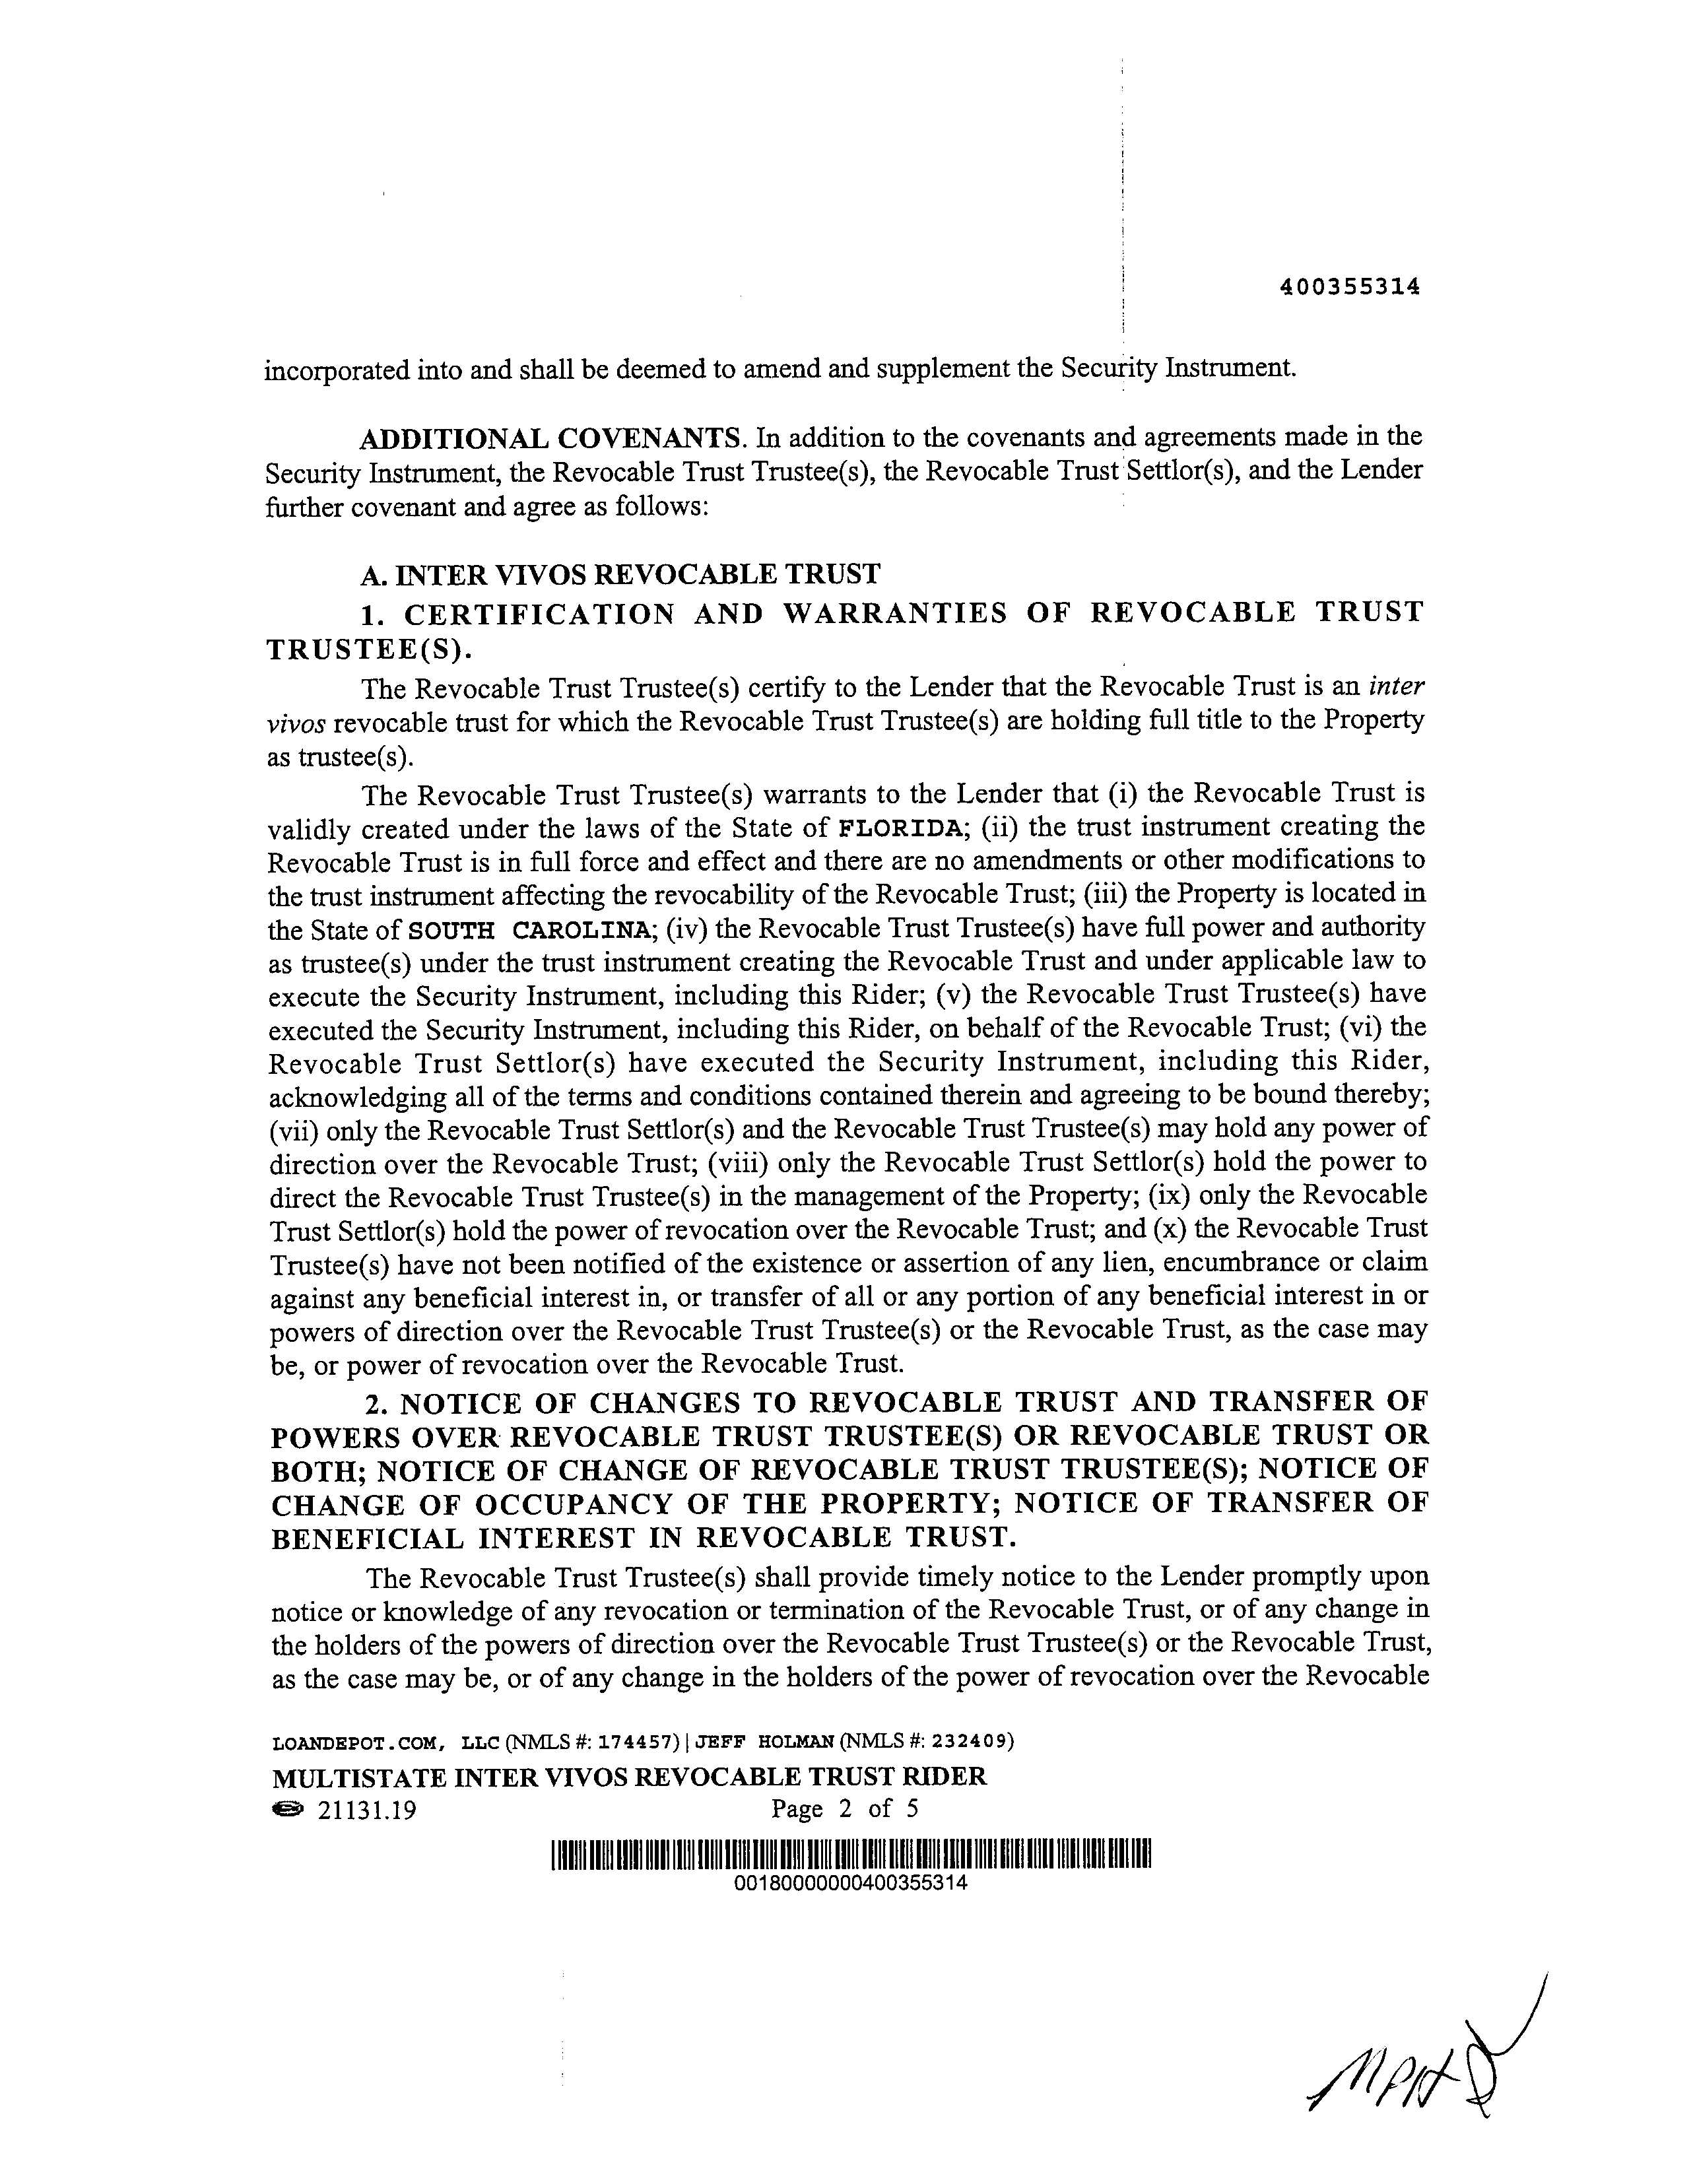 400355314
incorporated into and shall be deemed to amend and supplement the Security Instrument.
ADDITIONAL COVENANTS. In addition to the covenants and agreements made in the
Security Instrument, the Revocable Trust Trustee(s), the Revocable Trust Settlor(s), and the Lender
further covenant and agree as follows:
A. INTER VIVOS REVOCABLE TRUST
1. CERTIFICATION AND WARRANTIES OF REVOCABLE TRUST
TRUSTEE(S).
The Revocable Trust Trustee(s) certify to the Lender that the Revocable Trust is an inter
vivos revocable trust for which the Revocable Trust Trustee(s) are holding full title to the Property
as trustee(s).
The Revocable Trust Trustee(s) warrants to the Lender that (i) the Revocable Trust is
validly created under the laws of the State of FLORIDA; (ii) the trust instrument creating the
Revocable Trust is in full force and effect and there are no amendments or other modifications to
the trust instrument affecting the revocability of the Revocable Trust; (iii) the Property is located in
the State of SOUTH CAROLINA; (iv) the Revocable Trust Trustee(s) have full power and authority
as trustee(s) under the trust instrument creating the Revocable Trust and under applicable law to
execute the Security Instrument, including this Rider; (v) the Revocable Trust Trustee(s) have
executed the Security Instrument, including this Rider, on behalf of the Revocable Trust; (vi) the
Revocable Trust Settlor(s) have executed the Security Instrument, including this Rider,
acknowledging all of the terms and conditions contained therein and agreeing to be bound thereby;
(vii) only the Revocable Trust Settlor(s) and the Revocable Trust Trustee(s) may hold any power of
direction over the Revocable Trust; (viii) only the Revocable Trust Settlor(s) hold the power to
direct the Revocable Trust Trustee(s) in the management of the Property; (ix) only the Revocable
Trust Settlor(s) hold the power of revocation over the Revocable Trust; and (x) the Revocable Trust
Trustee(s) have not been notified of the existence or assertion of any lien, encumbrance or claim
against any beneficial interest in, or transfer of all or any portion of any beneficial interest in or
powers of direction over the Revocable Trust Trustee(s) or the Revocable Trust, as the case may
be, or power of revocation over the Revocable Trust.
2. NOTICE OF CHANGES TO REVOCABLE TRUST AND TRANSFER OF
POWERS OVER REVOCABLE TRUST TRUSTEE(S) OR REVOCABLE TRUST OR
BOTH; NOTICE OF CHANGE OF REVOCABLE TRUST TRUSTEE(S); NOTICE OF
CHANGE OF OCCUPANCY OF THE PROPERTY; NOTICE OF TRANSFER OF
BENEFICIAL INTEREST IN REVOCABLE TRUST.
The Revocable Trust Trustee(s) shall provide timely notice to the Lender promptly upon
notice or knowledge of any revocation or termination of the Revocable Trust, or of any change in
the holders of the powers of direction over the Revocable Trust Trustee(s) or the Revocable Trust,
as the case may be, or of any change in the holders of the power of revocation over the Revocable
LOANDEPOT.COM, LLC (NMLS #: 174457) | JEFF HOLMAN (NMLS #: 232409)
MULTISTATE INTER VIVOS REVOCABLE TRUST RIDER
21131.19 Page 2 of 5
00180000000400355314